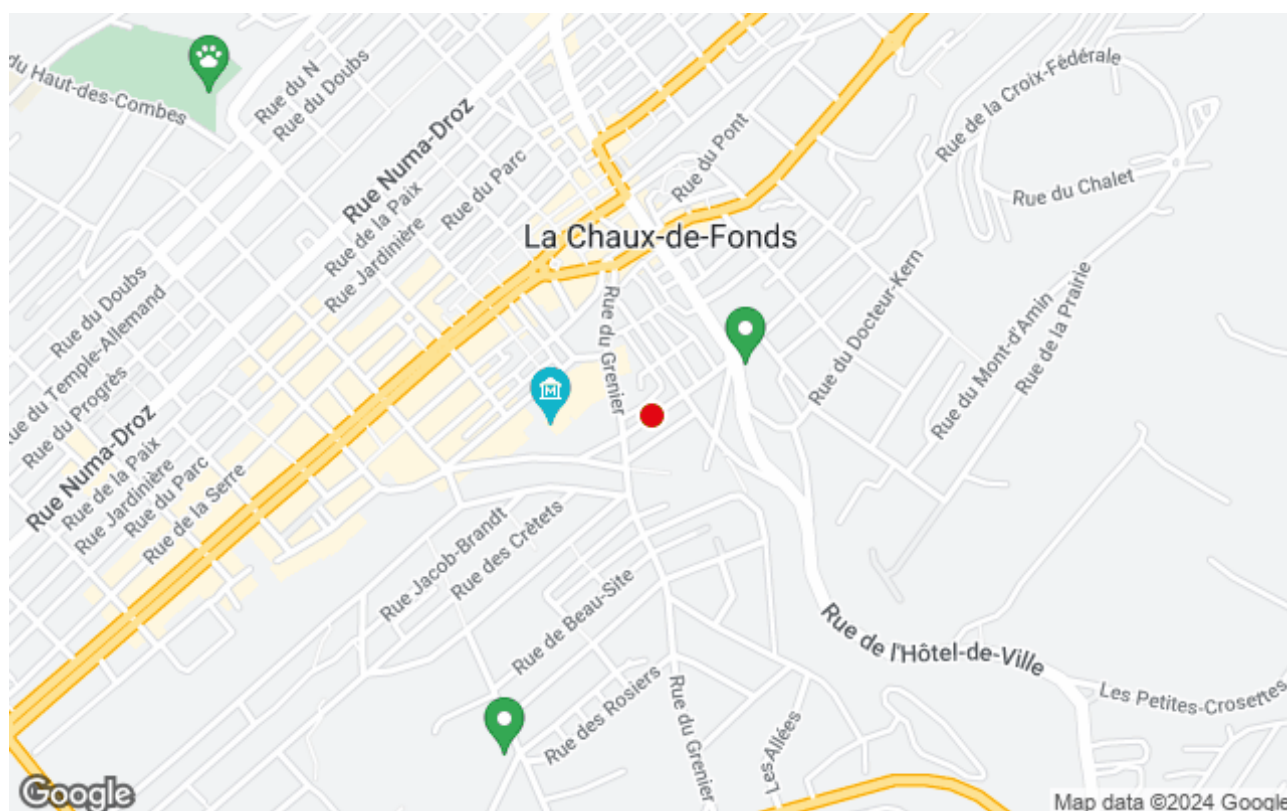 du Haut-des-Combes
Rue du N
Rue du Doubs
Rue Numa-Droz
Rue de la Paix
Rue Jardinière
Rue du Parc
Rue du Pont
Rue de la Croix-Fédérale
Rue du Chalet
La Chaux-de-Fonds
Rue du Doubs
ue du Temple-Allemand
Rue du Progrès
Rue Numa-Droz
Rue de la Paix
Rue Jardinière
Rue du Parc
Rue de la Serre
Rue du Grenier
Rue du Docteur-Kern
Rue du Mont-d'Amin
Rue de la Prairie
M
Rue Jacob-Brandt
Rue des Crêtets
Rue de Beau-Site
Rue des Rosiers
Rue du Grenier
Les-Allées
Rue de l'Hôtel-de-Ville
Les Petites-Crosettes
Google
Map data ©2024 Google